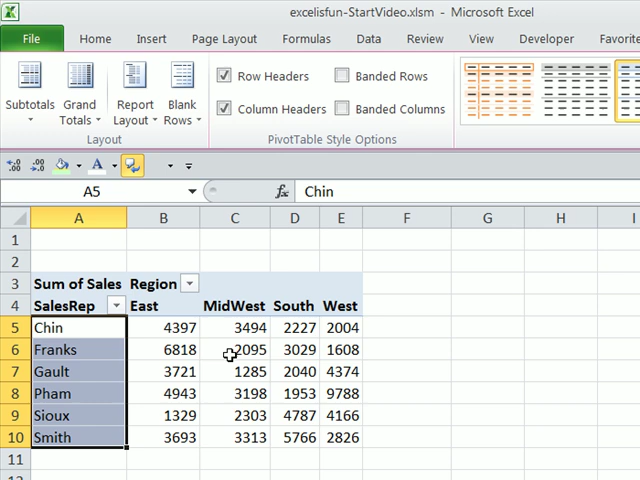 excelisfun-StartVideo.xlsm - Microsoft Excel
File Home Insert Page Layout Formulas Data Review View Developer Favorite
Subtotals Grand Totals Report Layout Blank Rows
Row Headers Banded Rows
Column Headers Banded Columns
Layout PivotTable Style Options
A5 fx Chin
A B C D E F G H I
1
2
3 Sum of Sales Region
4 SalesRep East MidWest South West
5 Chin 4397 3494 2227 2004
6 Franks 6818 2095 3029 1608
7 Gault 3721 1285 2040 4374
8 Pham 4943 3198 1953 9788
9 Sioux 1329 2303 4787 4166
10 Smith 3693 3313 5766 2826
11